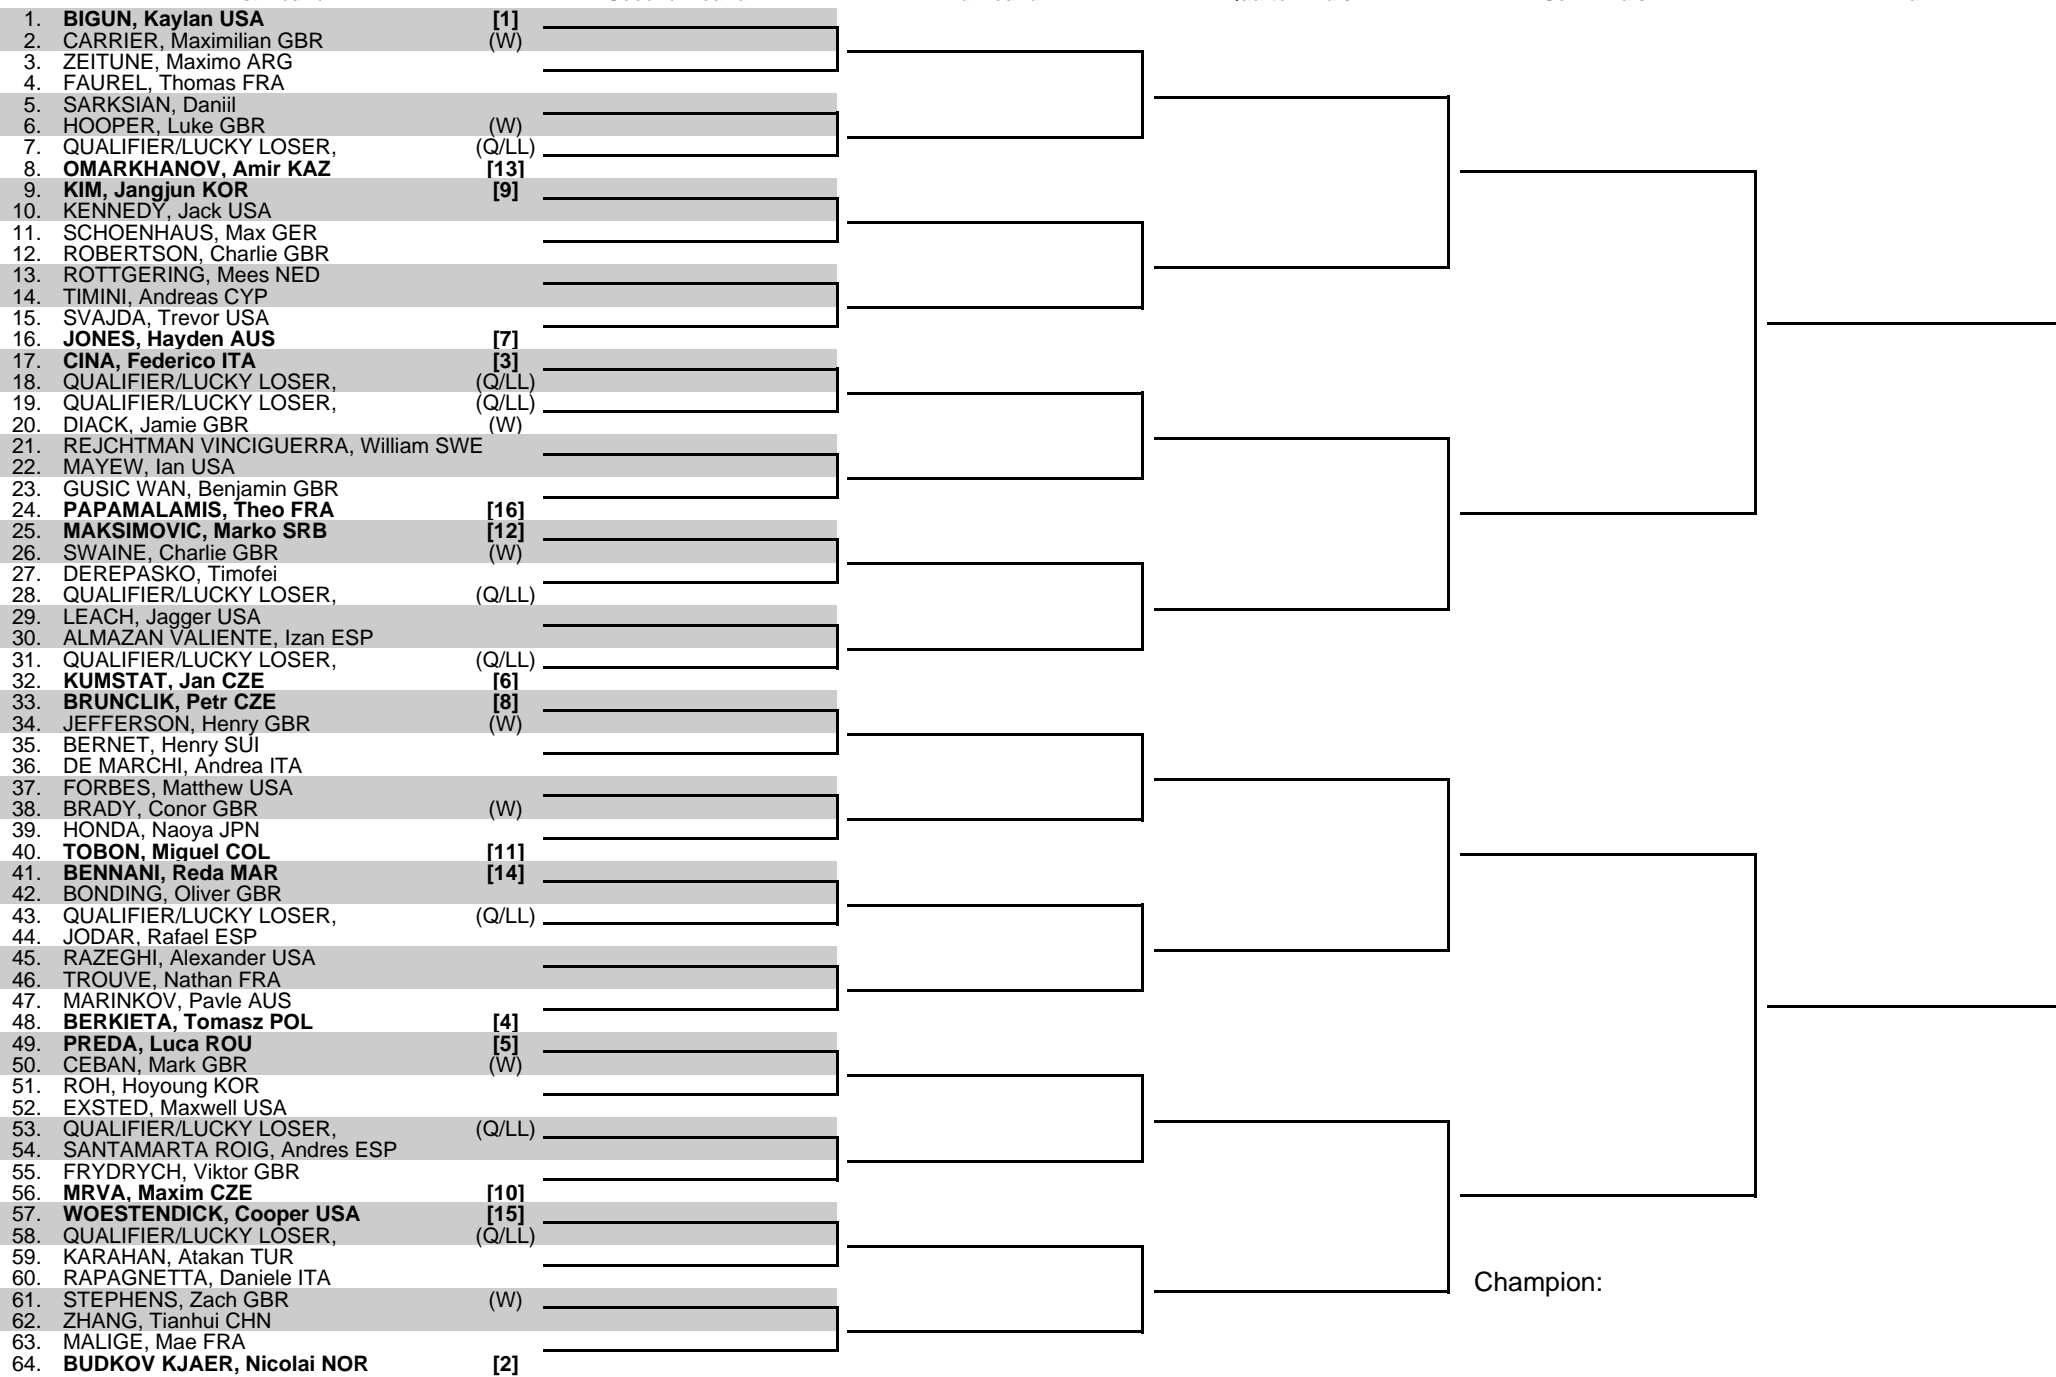 1. BIGUN, Kaylan USA [1]
2. CARRIER, Maximilian GBR (W)
3. ZEITUNE, Maximo ARG
4. FAUREL, Thomas FRA
5. SARKSIAN, Daniil
6. HOOPER, Luke GBR (W)
7. QUALIFIER/LUCKY LOSER, (Q/LL)
8. OMARKHANOV, Amir KAZ [13]
9. KIM, Jangjun KOR [9]
10. KENNEDY, Jack USA
11. SCHOENHAUS, Max GER
12. ROBERTSON, Charlie GBR
13. ROTTGERING, Mees NED
14. TIMINI, Andreas CYP
15. SVAJDA, Trevor USA
16. JONES, Hayden AUS [7]
17. CINA, Federico ITA [3]
18. QUALIFIER/LUCKY LOSER, (Q/LL)
19. QUALIFIER/LUCKY LOSER, (Q/LL)
20. DIACK, Jamie GBR (W)
21. REJCHTMAN VINCIGUERRA, William SWE
22. MAYEW, Ian USA
23. GUSIC WAN, Benjamin GBR
24. PAPAMALAMIS, Theo FRA [16]
25. MAKSIMOVIC, Marko SRB [12]
26. SWAINE, Charlie GBR (W)
27. DEREPASKO, Timofei
28. QUALIFIER/LUCKY LOSER, (Q/LL)
29. LEACH, Jagger USA
30. ALMAZAN VALIENTE, Izan ESP
31. QUALIFIER/LUCKY LOSER, (Q/LL)
32. KUMSTAT, Jan CZE [6]
33. BRUNCLIK, Petr CZE [8]
34. JEFFERSON, Henry GBR (W)
35. BERNET, Henry SUI
36. DE MARCHI, Andrea ITA
37. FORBES, Matthew USA
38. BRADY, Conor GBR (W)
39. HONDA, Naoya JPN
40. TOBON, Miguel COL [11]
41. BENNANI, Reda MAR [14]
42. BONDING, Oliver GBR
43. QUALIFIER/LUCKY LOSER, (Q/LL)
44. JODAR, Rafael ESP
45. RAZEGHI, Alexander USA
46. TROUVE, Nathan FRA
47. MARINKOV, Pavle AUS
48. BERKIETA, Tomasz POL [4]
49. PREDA, Luca ROU [5]
50. CEBAN, Mark GBR (W)
51. ROH, Hoyoung KOR
52. EXSTED, Maxwell USA
53. QUALIFIER/LUCKY LOSER, (Q/LL)
54. SANTAMARTA ROIG, Andres ESP
55. FRYDRYCH, Viktor GBR
56. MRVA, Maxim CZE [10]
57. WOESTENDICK, Cooper USA [15]
58. QUALIFIER/LUCKY LOSER, (Q/LL)
59. KARAHAN, Atakan TUR
60. RAPAGNETTA, Daniele ITA
Champion:
61. STEPHENS, Zach GBR (W)
62. ZHANG, Tianhui CHN
63. MALIGE, Mae FRA
64. BUDKOV KJAER, Nicolai NOR [2]